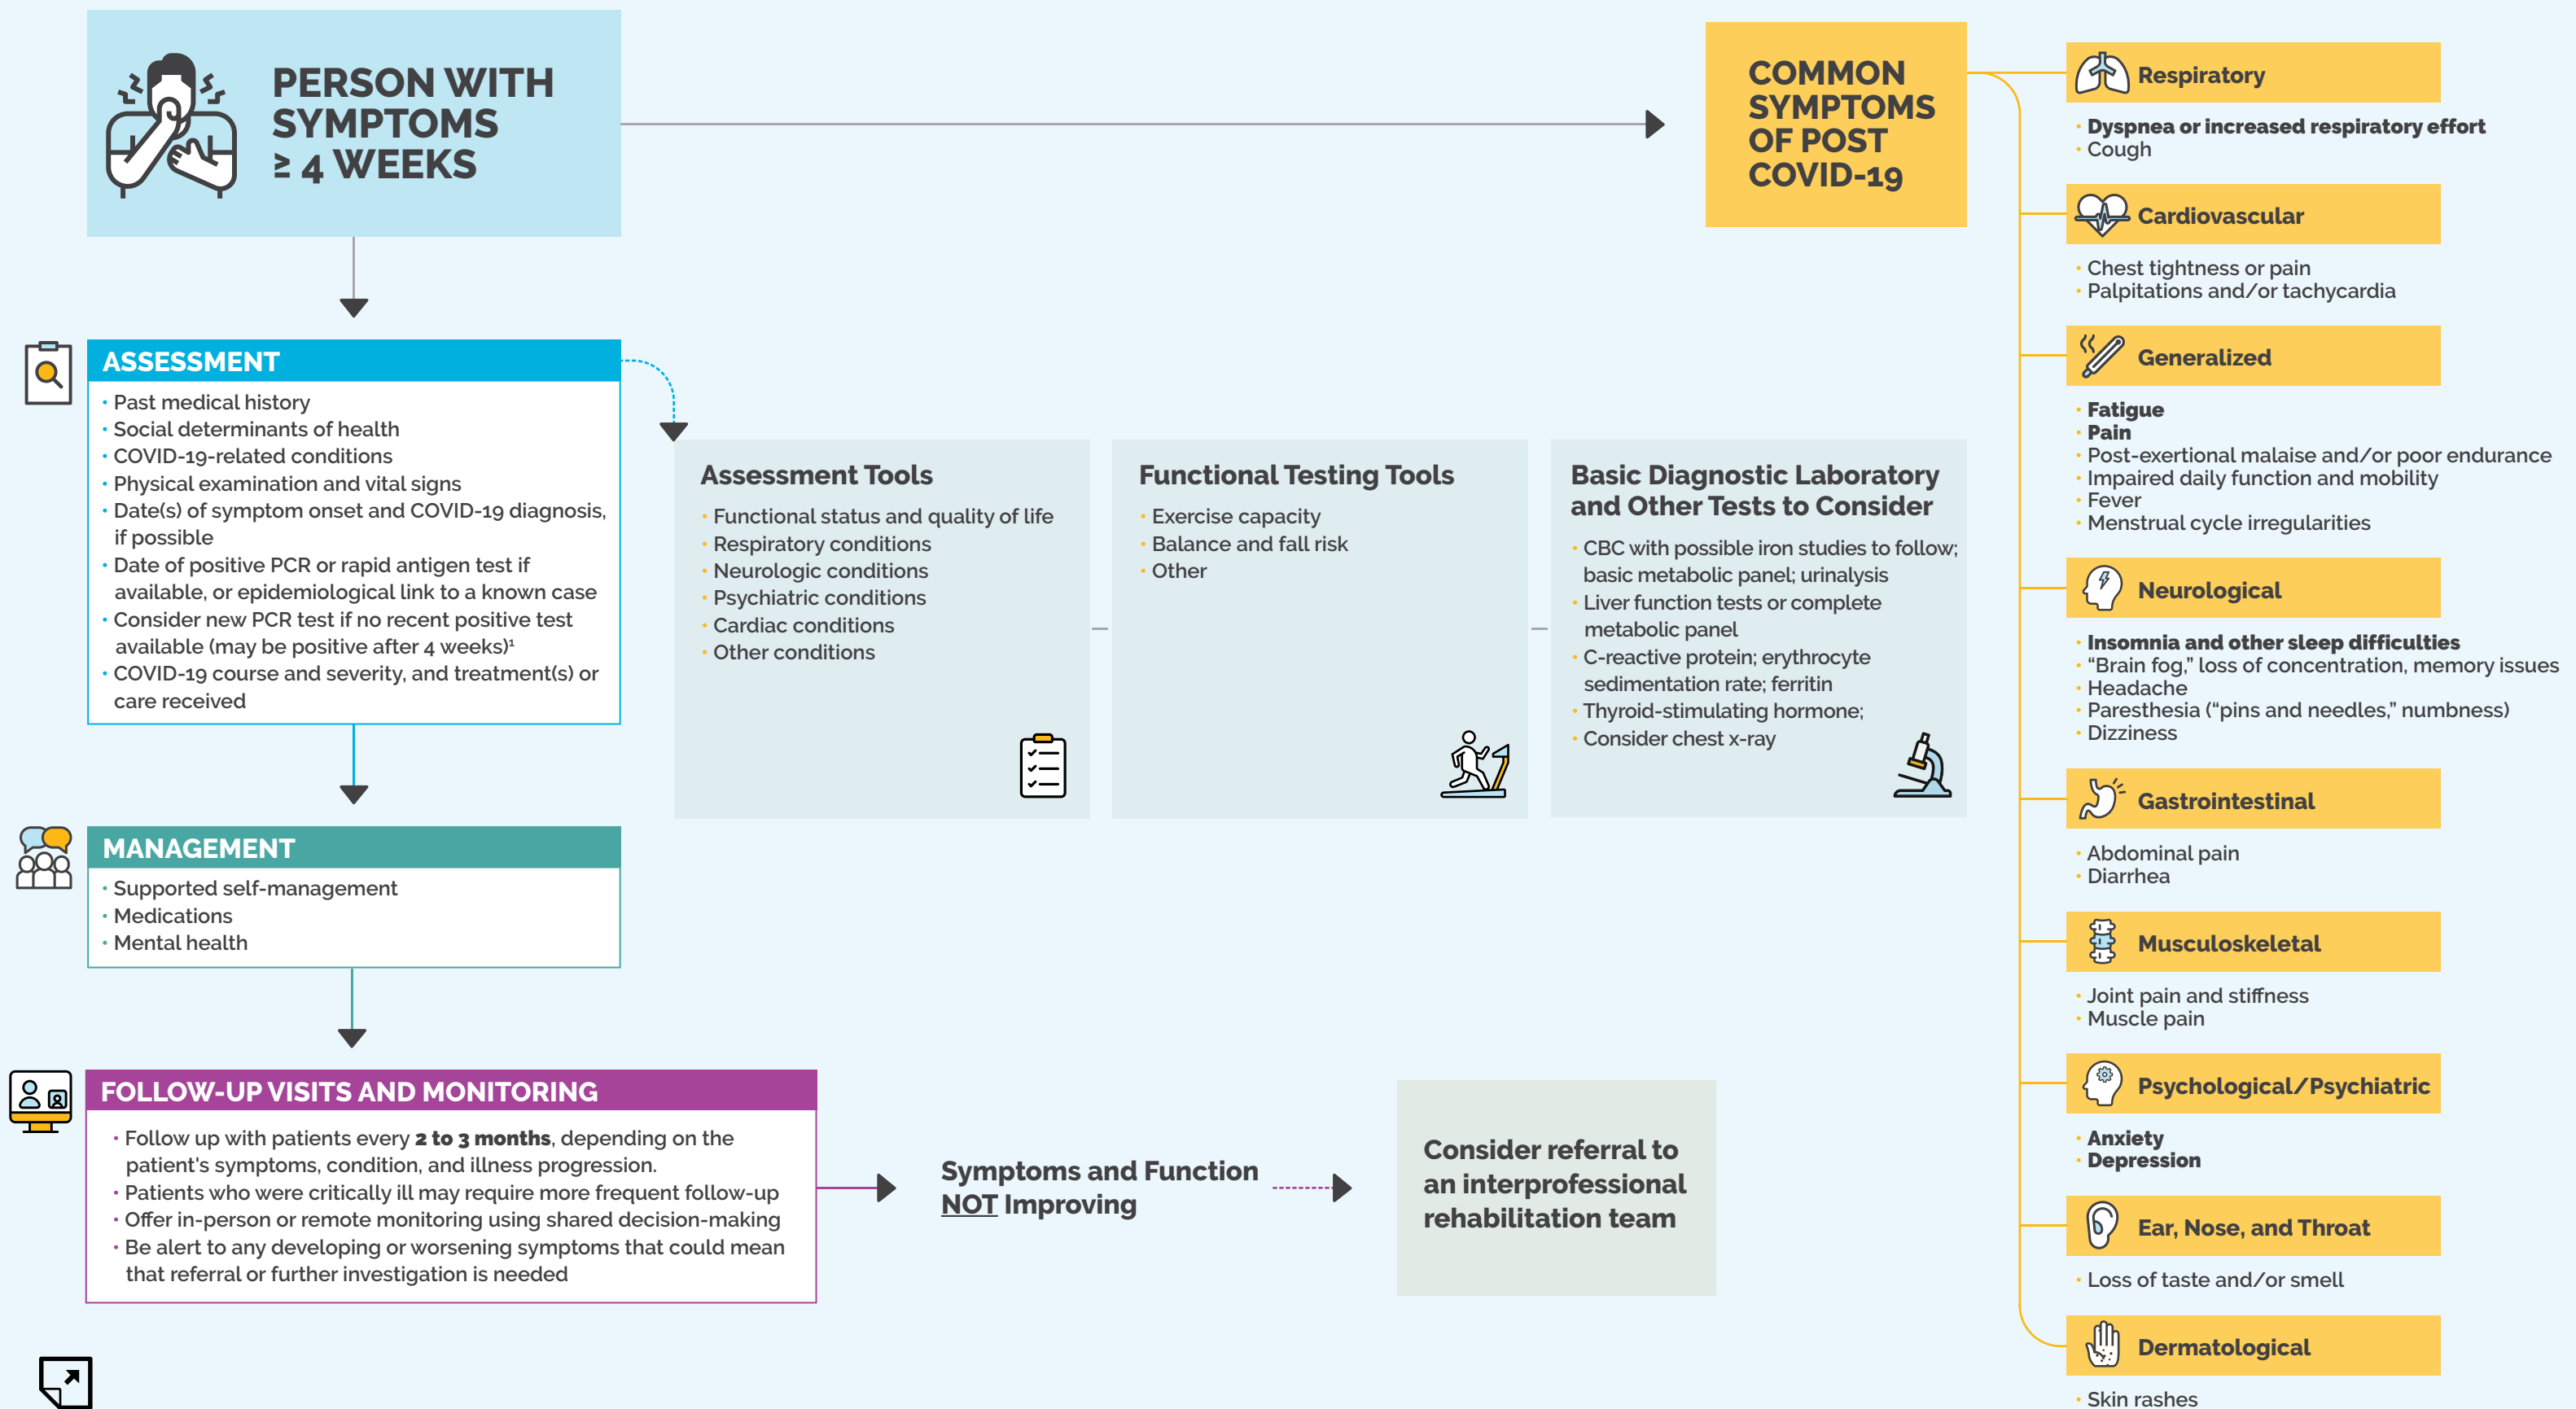 PERSON WITH
SYMPTOMS
≥ 4 WEEKS
COMMON
SYMPTOMS
OF POST
COVID-19
ASSESSMENT
• Past medical history
• Social determinants of health
• COVID-19-related conditions
• Physical examination and vital signs
• Date(s) of symptom onset and COVID-19 diagnosis,
if possible
• Date of positive PCR or rapid antigen test if
available, or epidemiological link to a known case
• Consider new PCR test if no recent positive test
available (may be positive after 4 weeks)¹
• COVID-19 course and severity, and treatment(s) or
care received
Assessment Tools
• Functional status and quality of life
• Respiratory conditions
• Neurologic conditions
• Psychiatric conditions
• Cardiac conditions
• Other conditions
Functional Testing Tools
• Exercise capacity
• Balance and fall risk
• Other
Basic Diagnostic Laboratory
and Other Tests to Consider
• CBC with possible iron studies to follow;
basic metabolic panel; urinalysis
• Liver function tests or complete
metabolic panel
• C-reactive protein; erythrocyte
sedimentation rate; ferritin
• Thyroid-stimulating hormone;
• Consider chest x-ray
MANAGEMENT
• Supported self-management
• Medications
• Mental health
FOLLOW-UP VISITS AND MONITORING
• Follow up with patients every 2 to 3 months, depending on the
patient's symptoms, condition, and illness progression.
• Patients who were critically ill may require more frequent follow-up
• Offer in-person or remote monitoring using shared decision-making
• Be alert to any developing or worsening symptoms that could mean
that referral or further investigation is needed
Symptoms and Function
NOT Improving
Consider referral to
an interprofessional
rehabilitation team
Respiratory
• Dyspnea or increased respiratory effort
• Cough
Cardiovascular
• Chest tightness or pain
• Palpitations and/or tachycardia
Generalized
• Fatigue
• Pain
• Post-exertional malaise and/or poor endurance
• Impaired daily function and mobility
• Fever
• Menstrual cycle irregularities
Neurological
• Insomnia and other sleep difficulties
• “Brain fog,” loss of concentration, memory issues
• Headache
• Paresthesia (“pins and needles,” numbness)
• Dizziness
Gastrointestinal
• Abdominal pain
• Diarrhea
Musculoskeletal
• Joint pain and stiffness
• Muscle pain
Psychological/Psychiatric
• Anxiety
• Depression
Ear, Nose, and Throat
• Loss of taste and/or smell
Dermatological
• Skin rashes